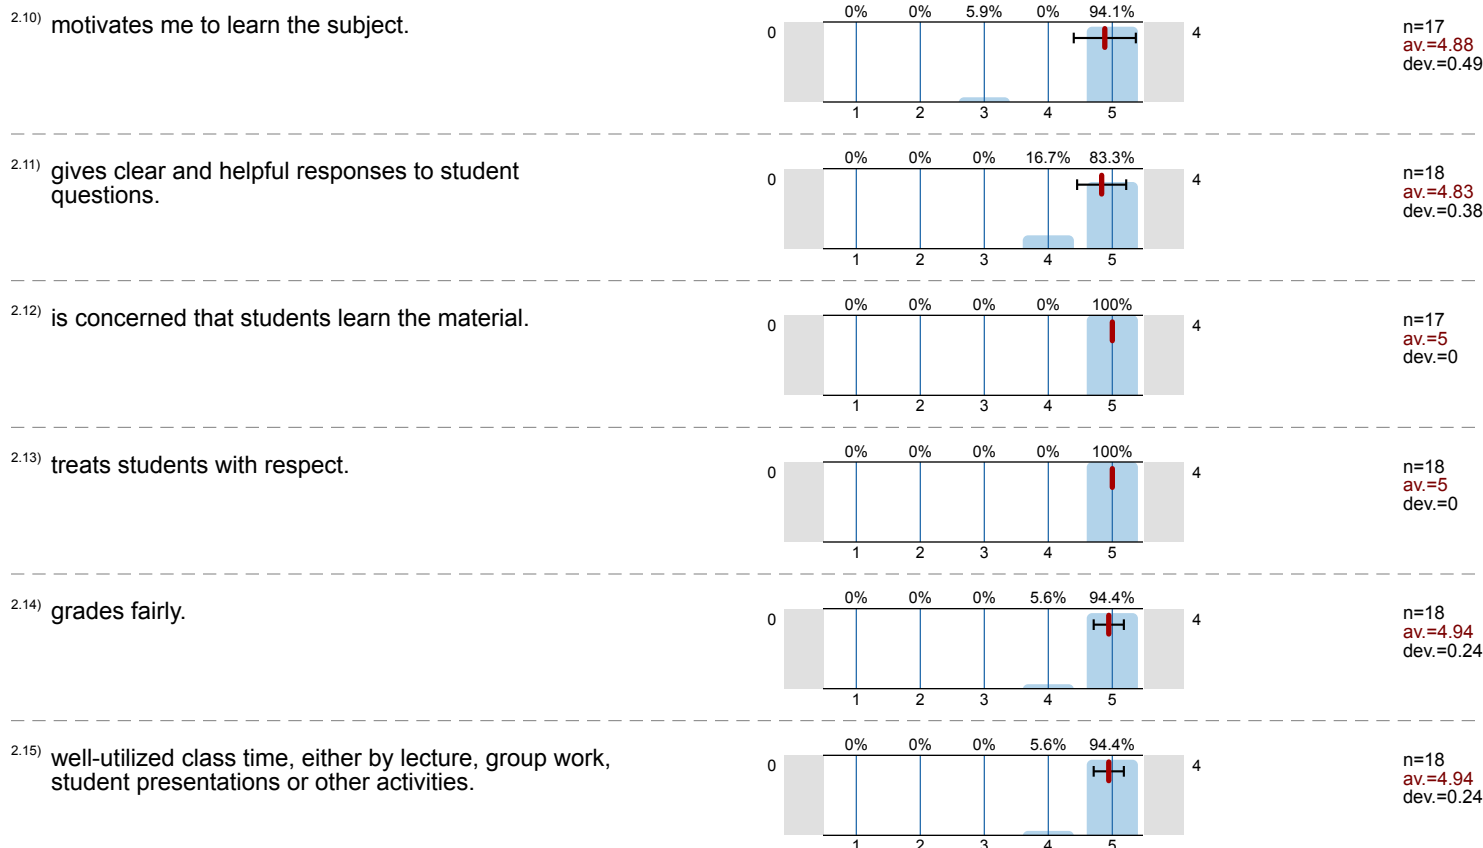 0% 0% 5.9% 0% 94.1%
2.10) motivates me to learn the subject.
0 4
n=17
av.=4.88
dev.=0.49
1 2 3 4 5
0% 0% 0% 16.7% 83.3%
2.11) gives clear and helpful responses to student
questions.
0 4
n=18
av.=4.83
dev.=0.38
1 2 3 4 5
0% 0% 0% 0% 100%
2.12) is concerned that students learn the material.
0 4
n=17
av.=5
dev.=0
1 2 3 4 5
0% 0% 0% 0% 100%
2.13) treats students with respect.
0 4
n=18
av.=5
dev.=0
1 2 3 4 5
0% 0% 0% 5.6% 94.4%
2.14) grades fairly.
0 4
n=18
av.=4.94
dev.=0.24
1 2 3 4 5
0% 0% 0% 5.6% 94.4%
2.15) well-utilized class time, either by lecture, group work,
student presentations or other activities.
0 4
n=18
av.=4.94
dev.=0.24
1 2 3 4 5